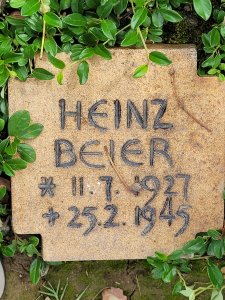 HEINZ
BEIER
* 11.7.1927
+ 25.2.1945